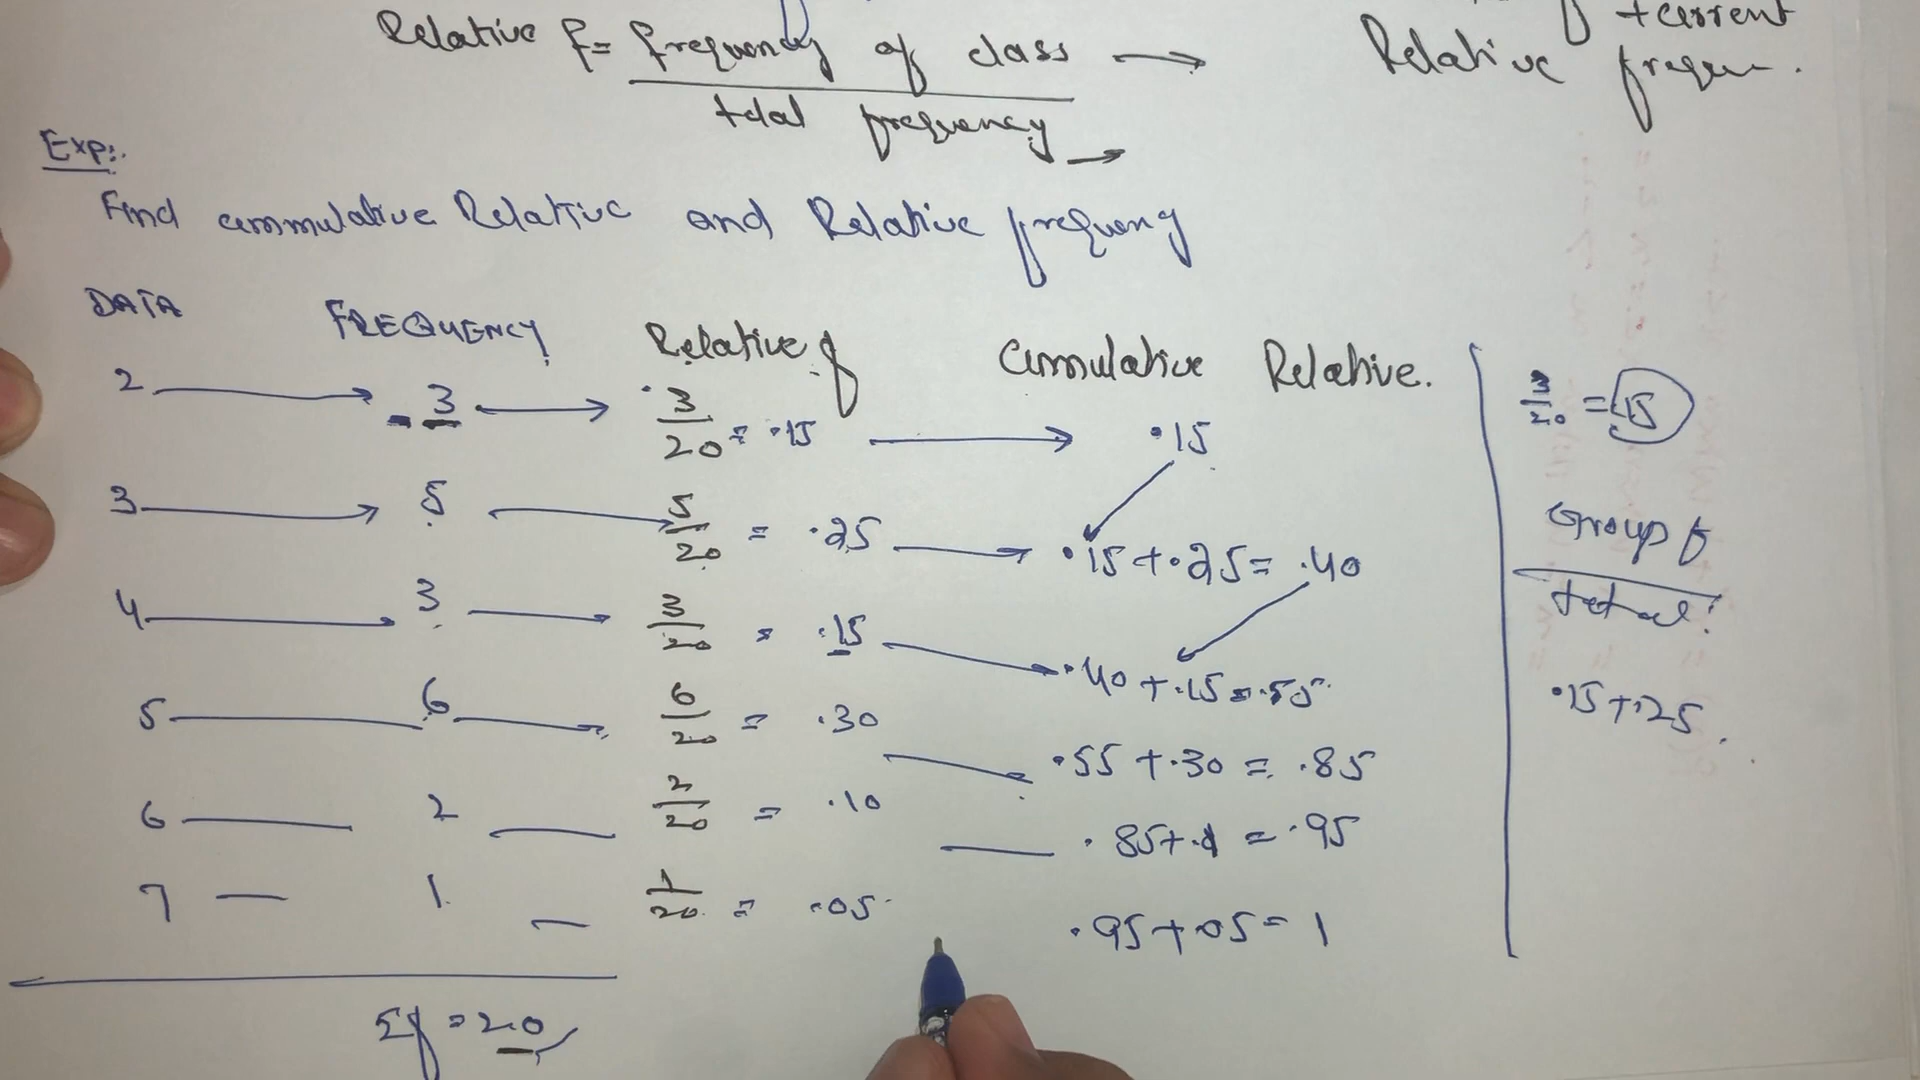 +current
Relative f = frequency of class → Relative freque-.
total frequency →
Exp:-
Find cummulative Relative and Relative frequency
DATA FREQUENCY Relative f Cummulative Relative.
2 → 3 → 3/20 = .15 → .15
3 → 5 → 5/20 = .25 → .15+.25= .40
4 → 3 → 3/20 = .15 → .40+.15=.55
5 — 6 → 6/20 = .30 → .55+.30 = .85
6 — 2 — 2/20 = .10 — .85+.1 = .95
7 — 1 — 1/20 = .05 .95+05= 1
Σf = 20
3/20 = .15
Group f
total
.15+.25